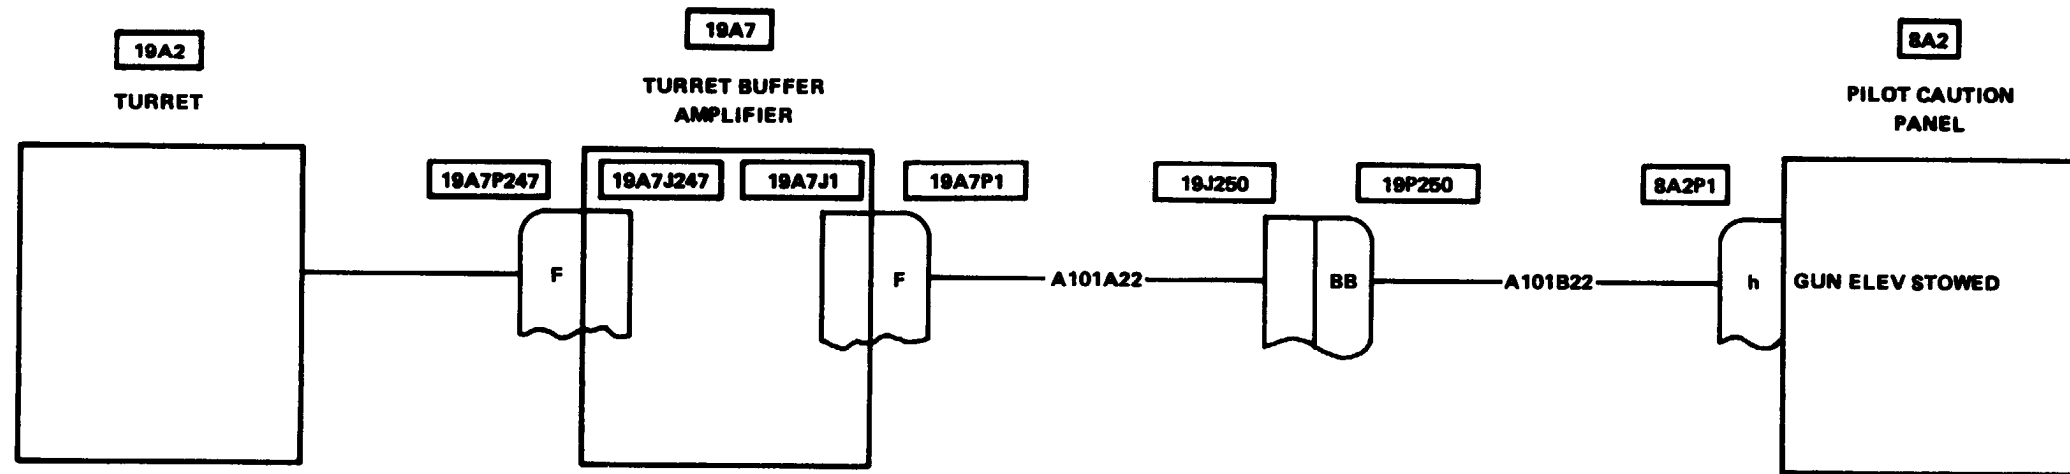 19A2
TURRET
19A7
TURRET BUFFER
AMPLIFIER
8A2
PILOT CAUTION
PANEL
19A7P247
19A7J247
19A7J1
19A7P1
19J250
19P250
8A2P1
F
F
A101A22
BB
A101B22
h
GUN ELEV STOWED